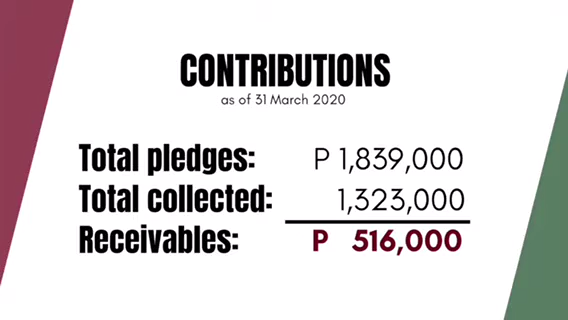 CONTRIBUTIONS
as of 31 March 2020
Total pledges: P 1,839,000
Total collected: 1,323,000
Receivables: P 516,000